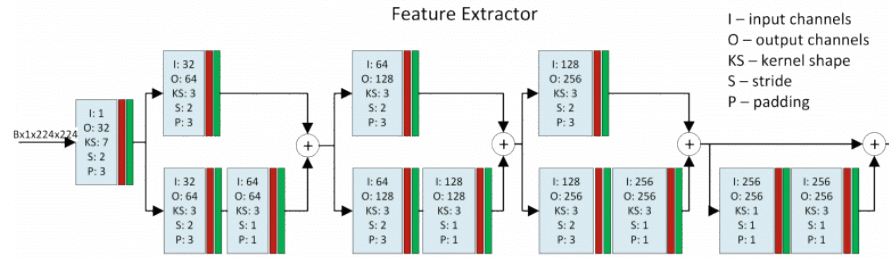 Feature Extractor
I – input channels
O – output channels
KS – kernel shape
S – stride
P – padding
Bx1x224x224
I: 1
O: 32
KS: 7
S: 2
P: 3
I: 32
O: 64
KS: 3
S: 2
P: 3
I: 32
O: 64
KS: 3
S: 2
P: 3
I: 64
O: 64
KS: 3
S: 1
P: 1
+
I: 64
O: 128
KS: 3
S: 2
P: 3
I: 64
O: 128
KS: 3
S: 2
P: 3
I: 128
O: 128
KS: 3
S: 1
P: 1
+
I: 128
O: 256
KS: 3
S: 2
P: 3
I: 128
O: 256
KS: 3
S: 2
P: 3
I: 256
O: 256
KS: 3
S: 1
P: 1
+
I: 256
O: 256
KS: 1
S: 1
P: 1
I: 256
O: 256
KS: 3
S: 1
P: 1
+